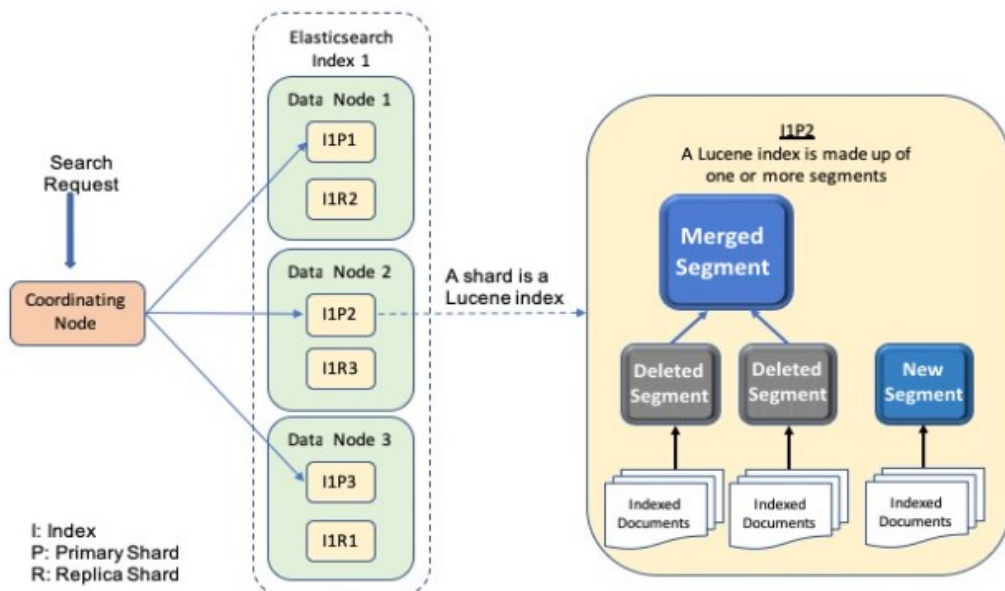 Elasticsearch
Index 1
Data Node 1
I1P1
I1R2
Search
Request
Coordinating
Node
Data Node 2
I1P2
I1R3
Data Node 3
I1P3
I1R1
A shard is a
Lucene index
I1P2
A Lucene index is made up of
one or more segments
Merged
Segment
Deleted
Segment
Deleted
Segment
New
Segment
Indexed
Documents
Indexed
Documents
Indexed
Documents
I: Index
P: Primary Shard
R: Replica Shard